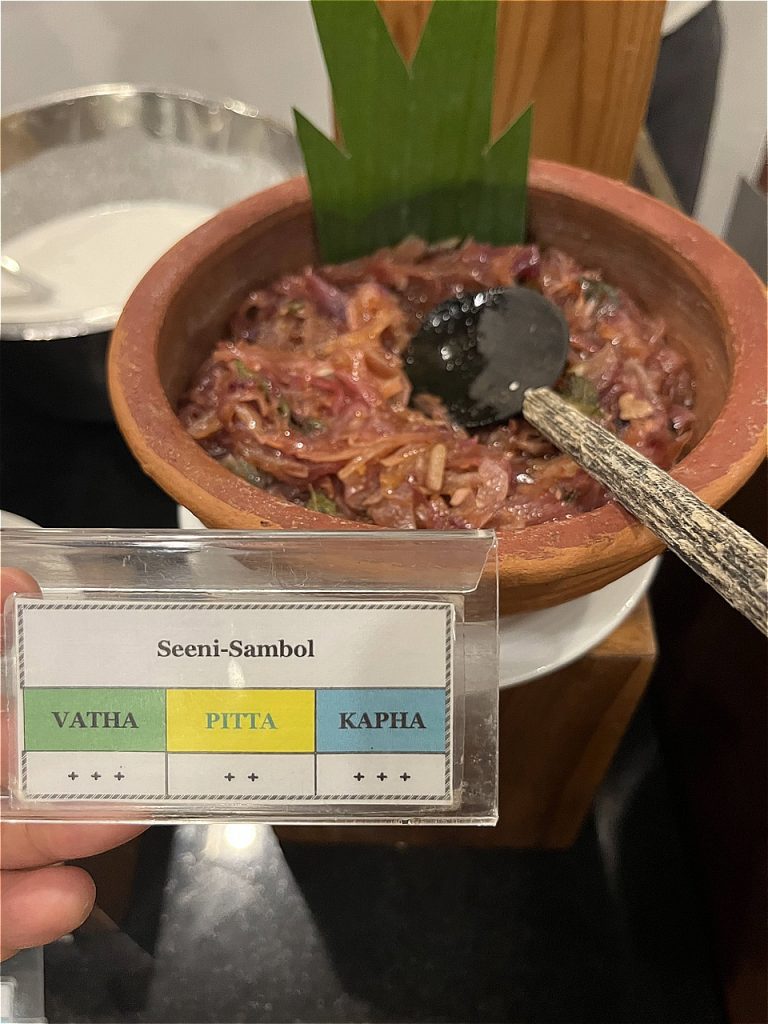 Seeni-Sambol
VATHA PITTA KAPHA
+ + + + + + + +